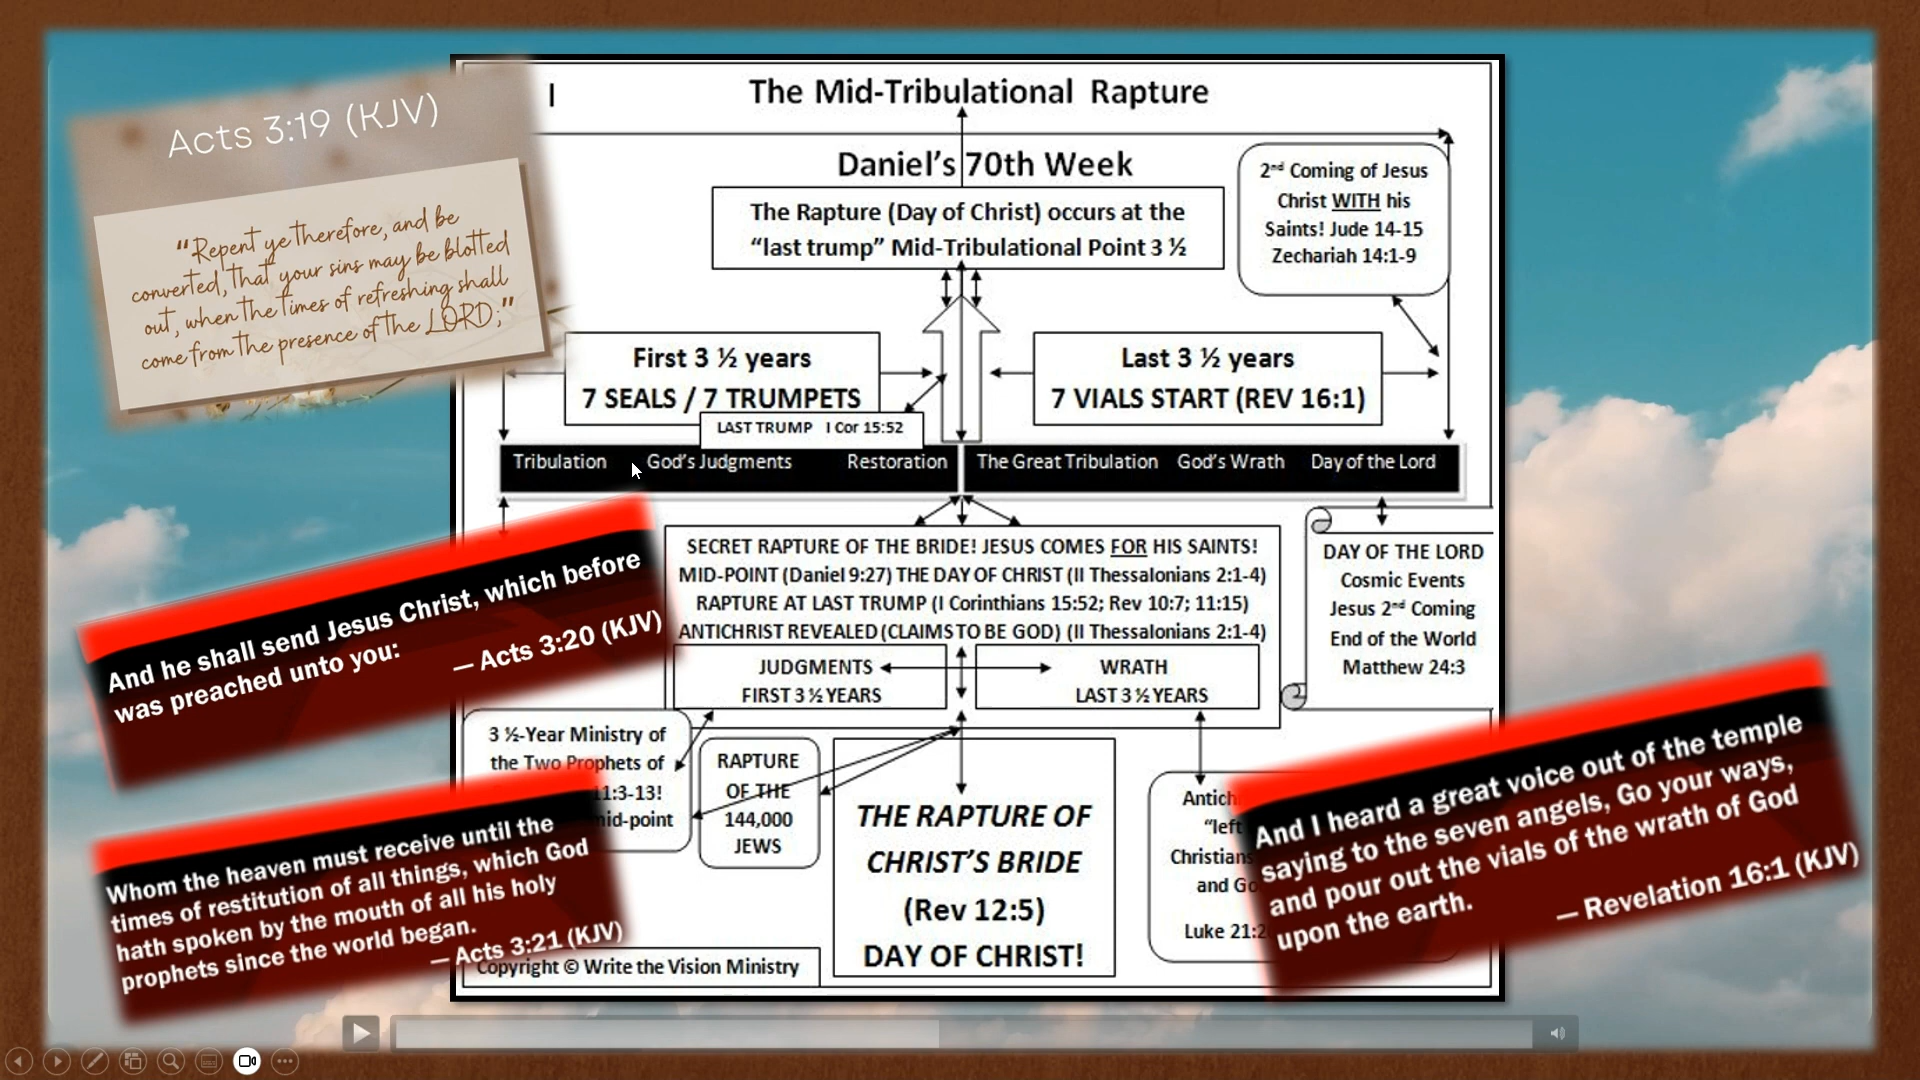 The Mid-Tribulational Rapture
Acts 3:19 (KJV)
“Repent ye therefore, and be
converted, that your sins may be blotted
out, when the times of refreshing shall
come from the presence of the LORD;”
Daniel’s 70th Week
The Rapture (Day of Christ) occurs at the
“last trump” Mid-Tribulational Point 3 ½
2nd Coming of Jesus
Christ WITH his
Saints! Jude 14-15
Zechariah 14:1-9
First 3 ½ years
7 SEALS / 7 TRUMPETS
LAST TRUMP I Cor 15:52
Last 3 ½ years
7 VIALS START (REV 16:1)
Tribulation God’s Judgments Restoration
The Great Tribulation God’s Wrath Day of the Lord
SECRET RAPTURE OF THE BRIDE! JESUS COMES FOR HIS SAINTS!
MID-POINT (Daniel 9:27) THE DAY OF CHRIST (II Thessalonians 2:1-4)
RAPTURE AT LAST TRUMP (I Corinthians 15:52; Rev 10:7; 11:15)
ANTICHRIST REVEALED (CLAIMS TO BE GOD) (II Thessalonians 2:1-4)
JUDGMENTS
FIRST 3 ½ YEARS
WRATH
LAST 3 ½ YEARS
DAY OF THE LORD
Cosmic Events
Jesus 2nd Coming
End of the World
Matthew 24:3
And he shall send Jesus Christ, which before
was preached unto you:
— Acts 3:20 (KJV)
3 ½-Year Ministry of
the Two Prophets of
11:3-13!
mid-point
RAPTURE
OF THE
144,000
JEWS
THE RAPTURE OF
CHRIST’S BRIDE
(Rev 12:5)
DAY OF CHRIST!
“left
Christians
and
Luke
And I heard a great voice out of the temple
saying to the seven angels, Go your ways,
and pour out the vials of the wrath of God
upon the earth.
— Revelation 16:1 (KJV)
Whom the heaven must receive until the
times of restitution of all things, which God
hath spoken by the mouth of all his holy
prophets since the world began.
— Acts 3:21 (KJV)
Copyright © Write the Vision Ministry